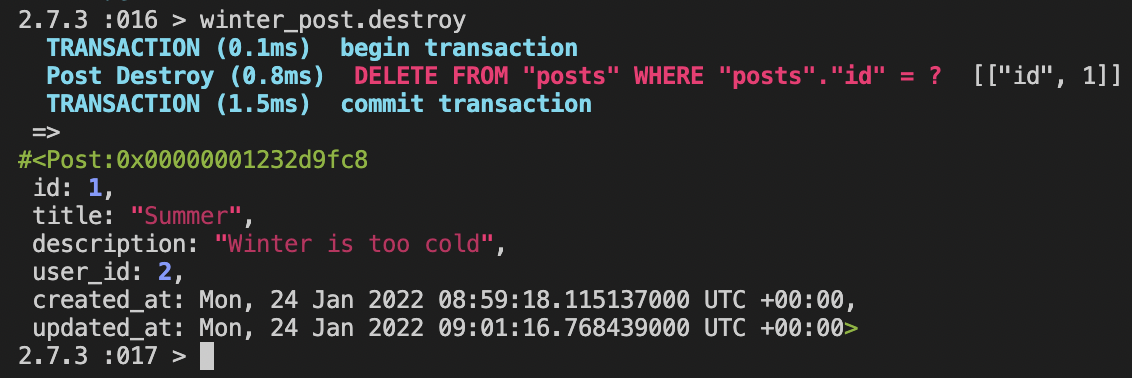 2.7.3 :016 > winter_post.destroy
TRANSACTION (0.1ms)  begin transaction
Post Destroy (0.8ms)  DELETE FROM "posts" WHERE "posts"."id" = ?  [["id", 1]]
TRANSACTION (1.5ms)  commit transaction
=>
#<Post:0x00000001232d9fc8
id: 1,
title: "Summer",
description: "Winter is too cold",
user_id: 2,
created_at: Mon, 24 Jan 2022 08:59:18.115137000 UTC +00:00,
updated_at: Mon, 24 Jan 2022 09:01:16.768439000 UTC +00:00>
2.7.3 :017 >